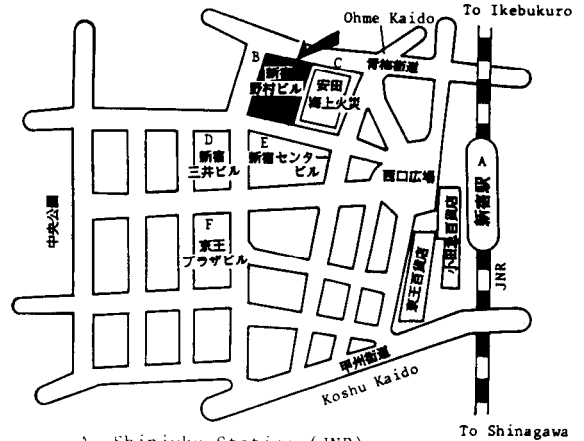 To Ikebukuro
Ohme Kaido
B
C
青梅街道
新宿
野村ビル
安田
海上火災
D
新宿
三井ビル
E
新宿センター
ビル
西口広場
A
新宿駅
小田急百貨店
京王百貨店
JNR
中央公園
F
京王
プラザビル
甲州街道
Koshu Kaido
To Shinagawa
A Shinjuku Station (JNR)